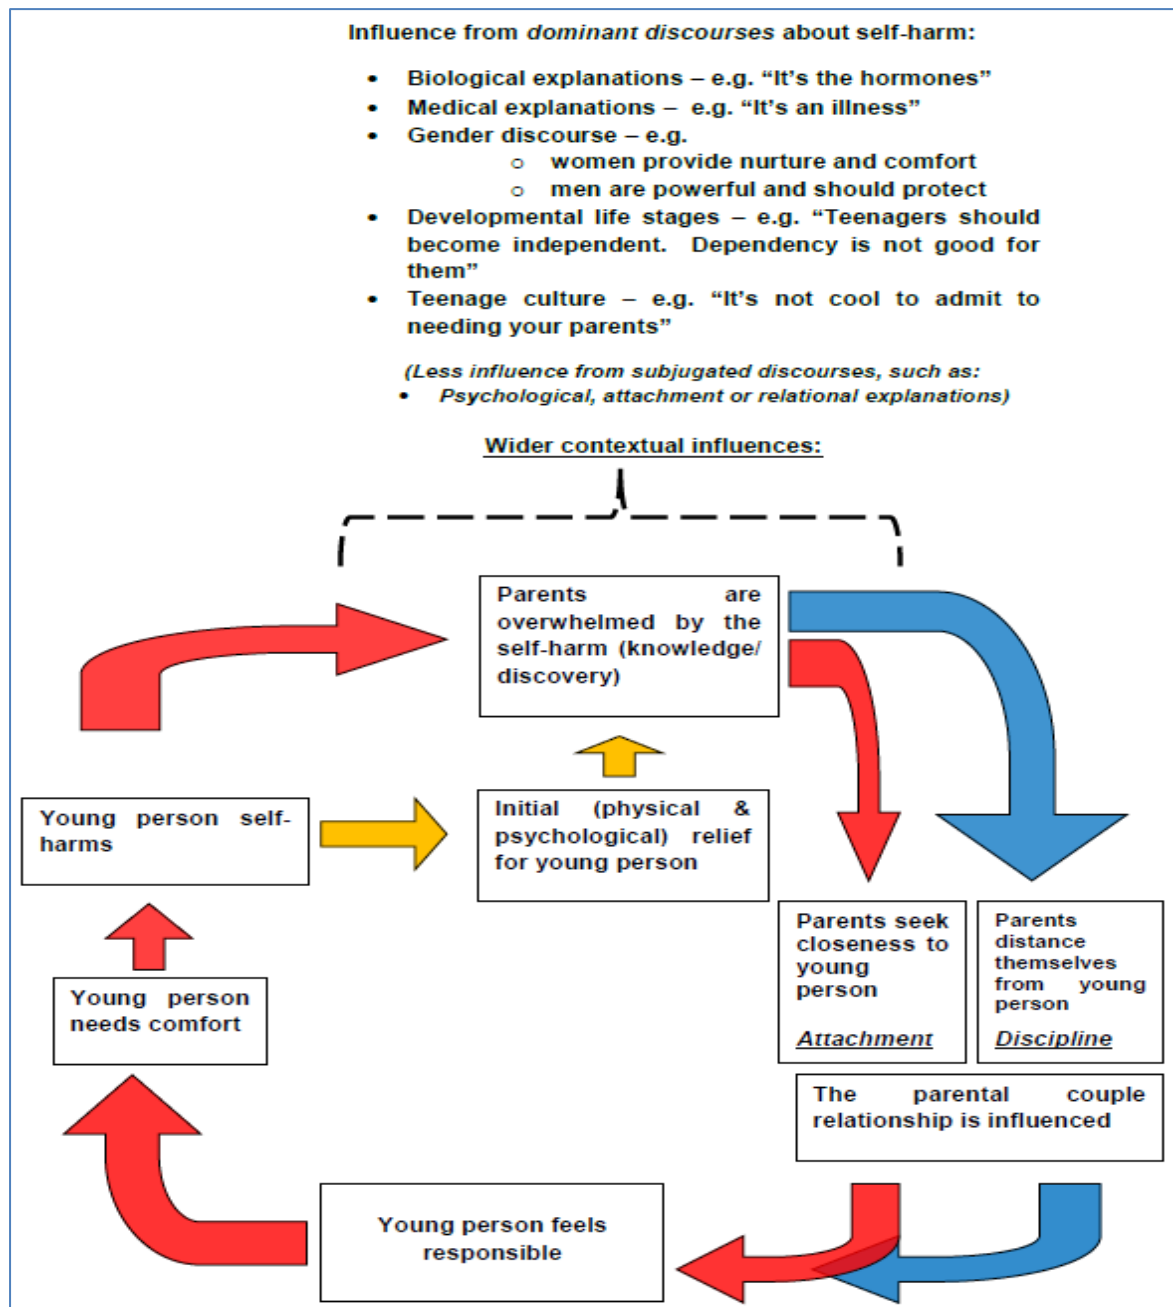 Influence from dominant discourses about self-harm:
• Biological explanations – e.g. “It’s the hormones”
• Medical explanations – e.g. “It’s an illness”
• Gender discourse – e.g.
o women provide nurture and comfort
o men are powerful and should protect
• Developmental life stages – e.g. “Teenagers should
become independent. Dependency is not good for
them”
• Teenage culture – e.g. “It’s not cool to admit to
needing your parents”
(Less influence from subjugated discourses, such as:
• Psychological, attachment or relational explanations)
Wider contextual influences:
Parents are
overwhelmed by the
self-harm (knowledge/
discovery)
Young person self-
harms
Initial (physical &
psychological) relief
for young person
Parents seek
closeness to
young
person
Attachment
Parents
distance
themselves
from young
person
Discipline
Young person
needs comfort
The parental couple
relationship is influenced
Young person feels
responsible